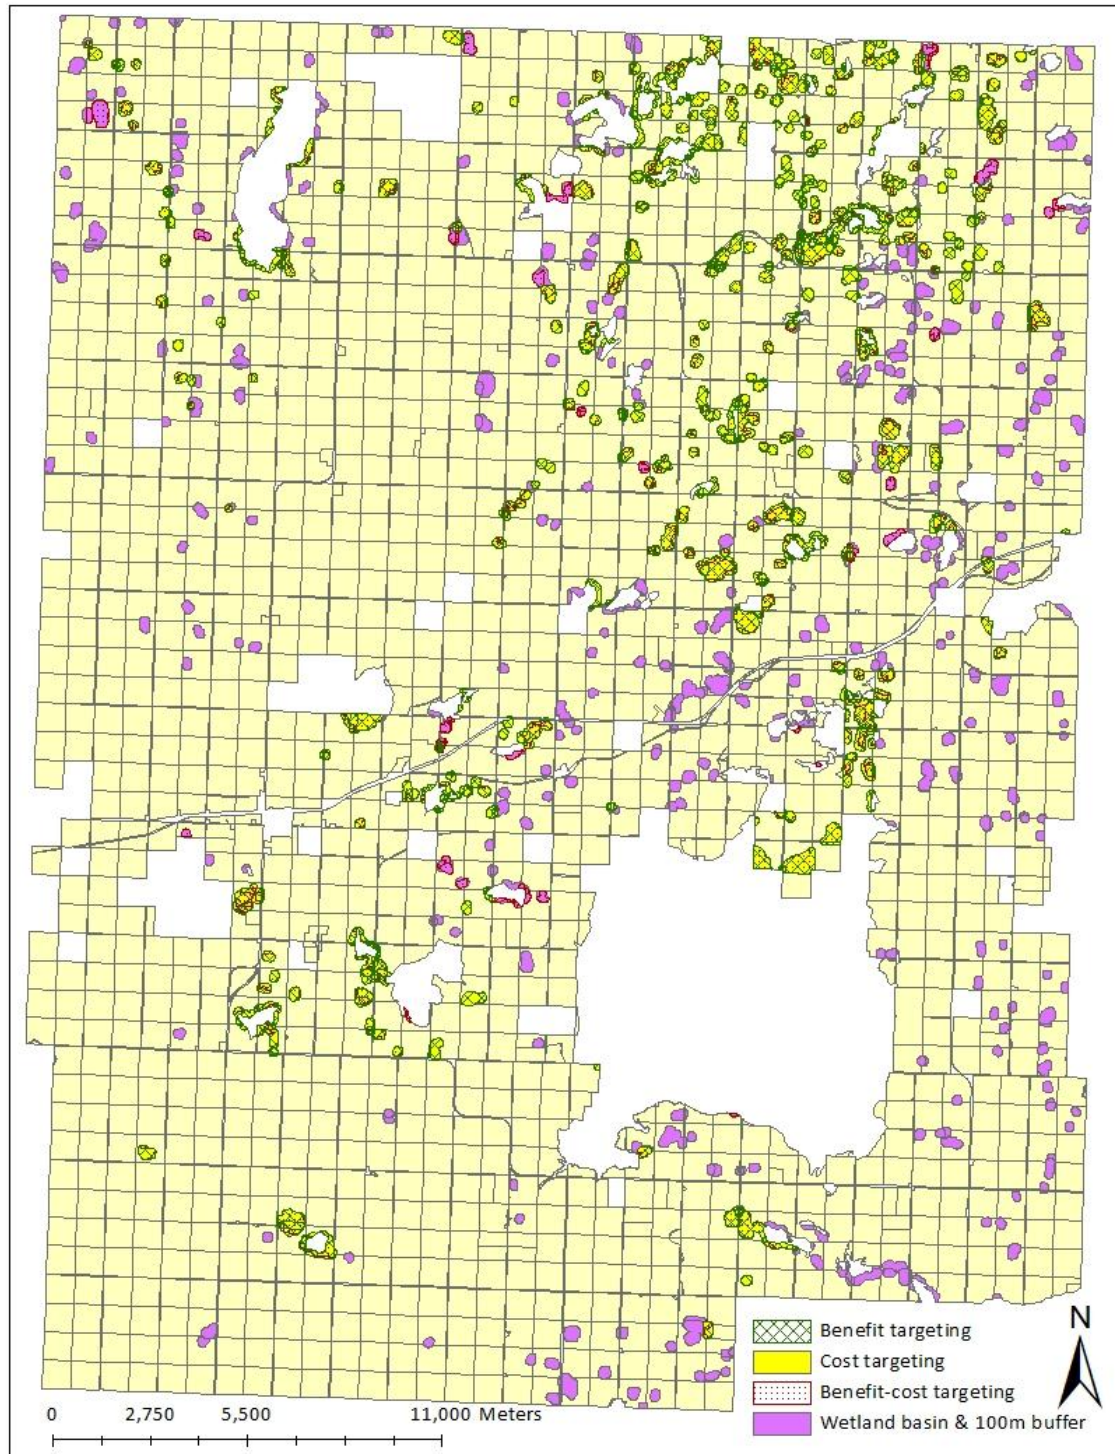 N
Benefit targeting
Cost targeting
Benefit-cost targeting
Wetland basin & 100m buffer
0 2,750 5,500 11,000 Meters